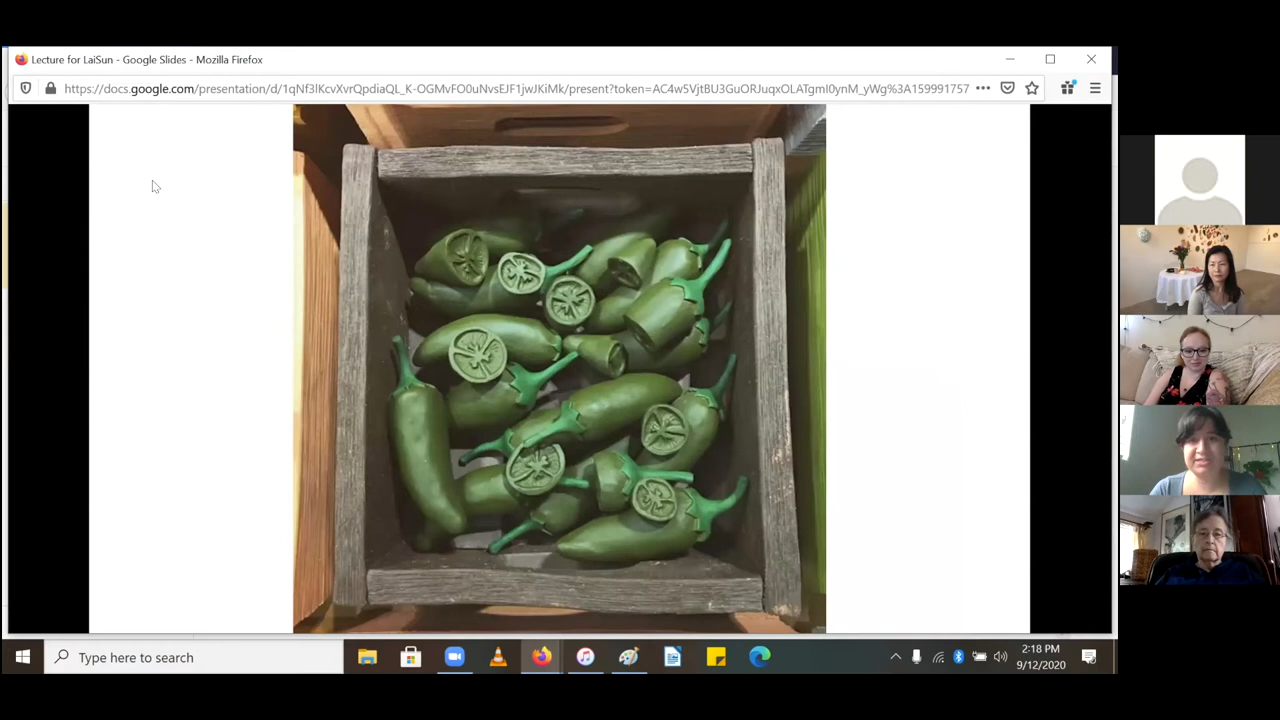 Lecture for LaiSun - Google Slides - Mozilla Firefox
https://docs.google.com/presentation/d/1qNf3lKcvXvrQpdiaQL_K-OGMvFO0uNvsEJF1jwJKiMk/present?token=AC4w5VjtBU3GuORJuqxOLATgmI0ynM_yWg%3A159991757
Type here to search
2:18 PM
9/12/2020